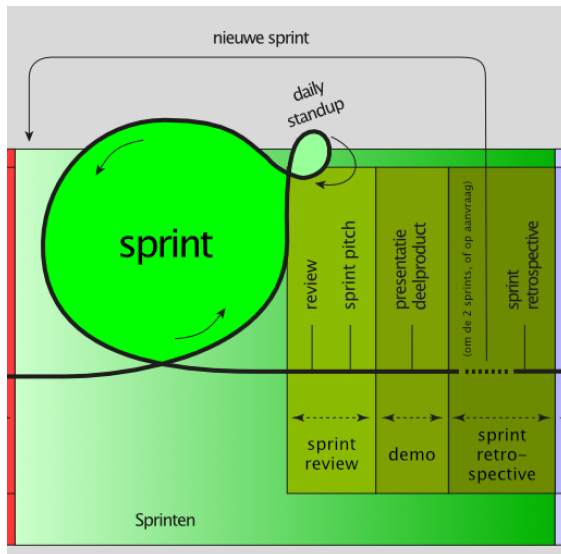 nieuwe sprint
daily
standup
sprint
review
sprint pitch
presentatie
deelproduct
(om de 2 sprints, of op aanvraag)
sprint
retrospective
sprint
review
demo
sprint
retro-
spective
Sprinten